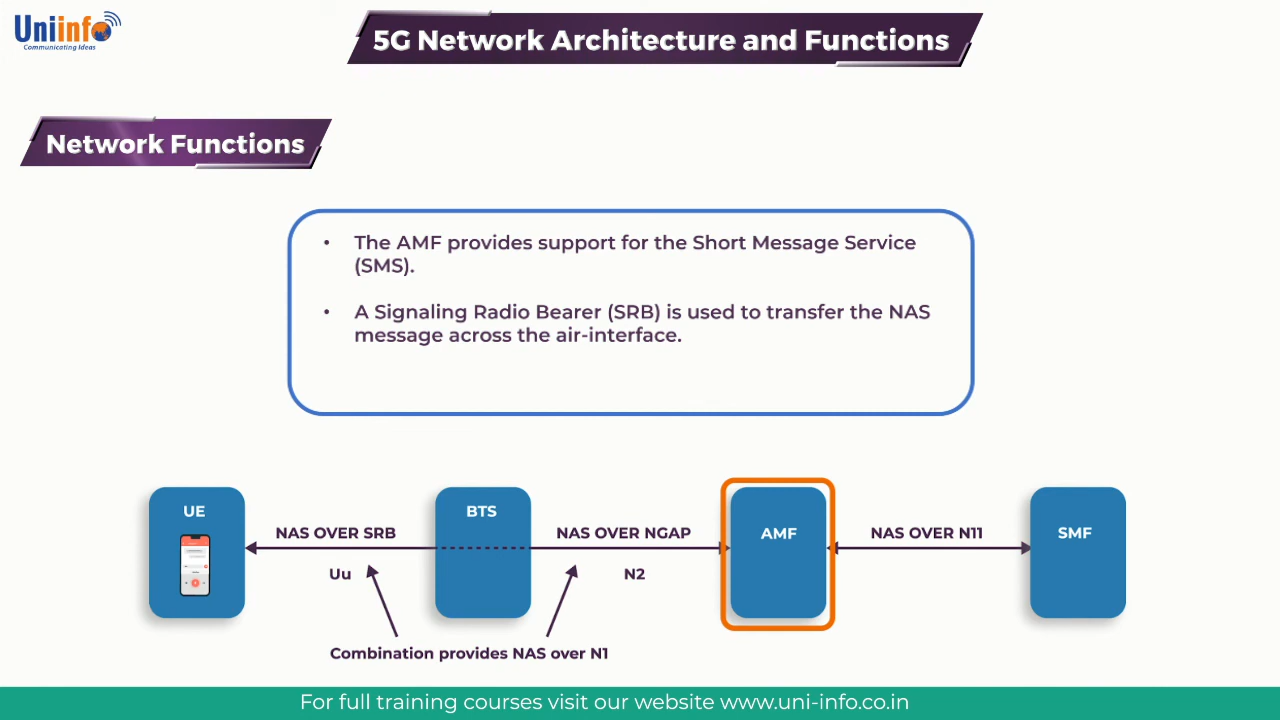 Uniinfo
Communicating Ideas
5G Network Architecture and Functions
Network Functions
• The AMF provides support for the Short Message Service
(SMS).
• A Signaling Radio Bearer (SRB) is used to transfer the NAS
message across the air-interface.
UE
BTS
AMF
SMF
NAS OVER SRB
NAS OVER NGAP
NAS OVER N11
Uu
N2
Combination provides NAS over N1
For full training courses visit our website www.uni-info.co.in